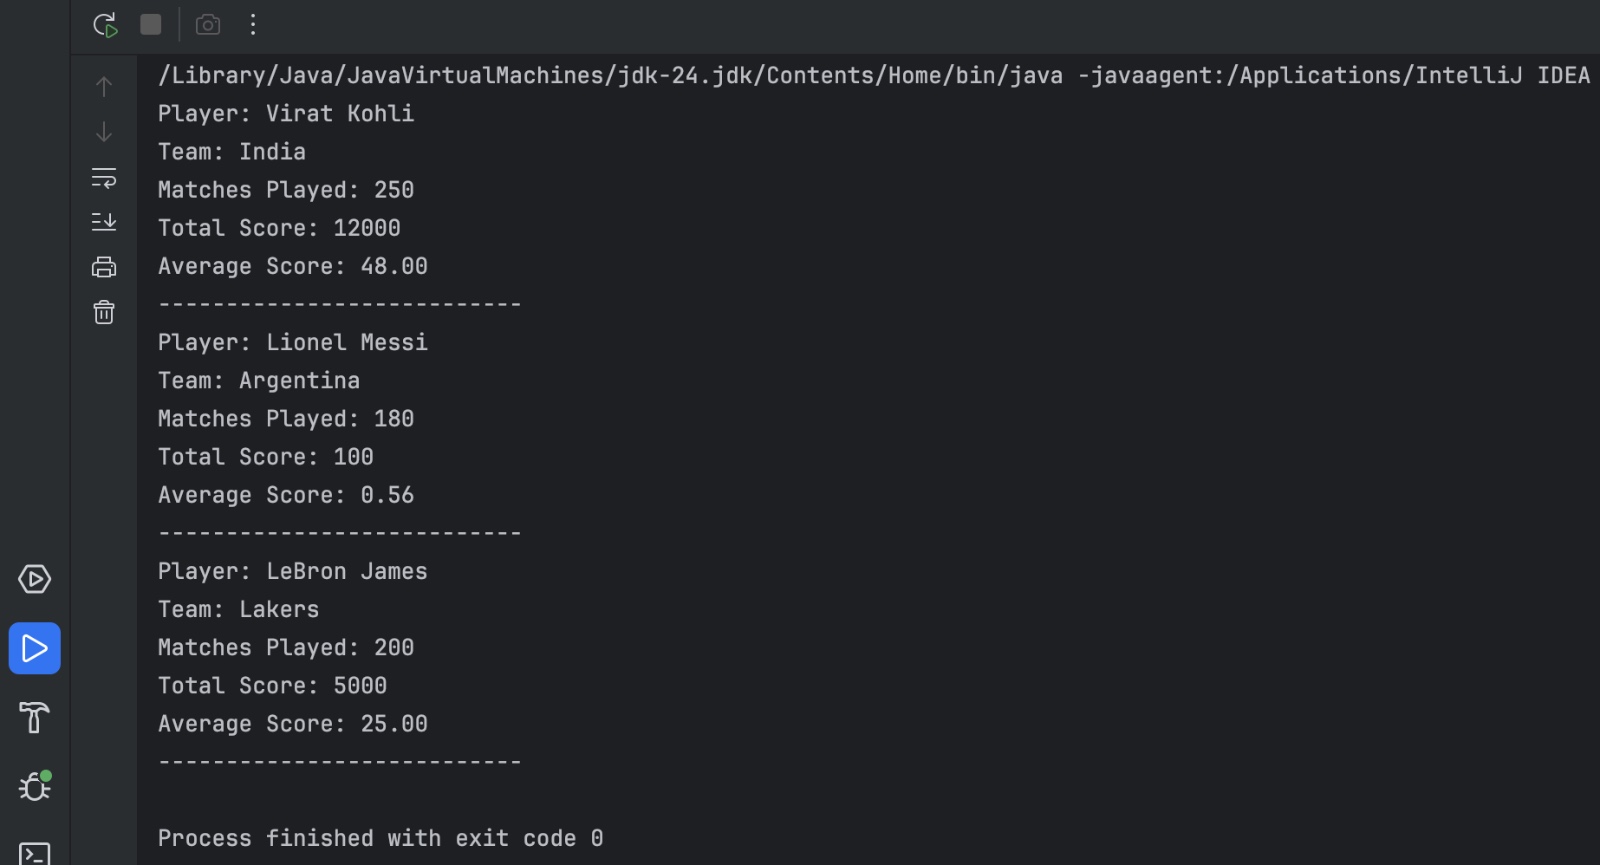 /Library/Java/JavaVirtualMachines/jdk-24.jdk/Contents/Home/bin/java -javaagent:/Applications/IntelliJ IDEA
Player: Virat Kohli
Team: India
Matches Played: 250
Total Score: 12000
Average Score: 48.00
---------------------------
Player: Lionel Messi
Team: Argentina
Matches Played: 180
Total Score: 100
Average Score: 0.56
---------------------------
Player: LeBron James
Team: Lakers
Matches Played: 200
Total Score: 5000
Average Score: 25.00
---------------------------
Process finished with exit code 0